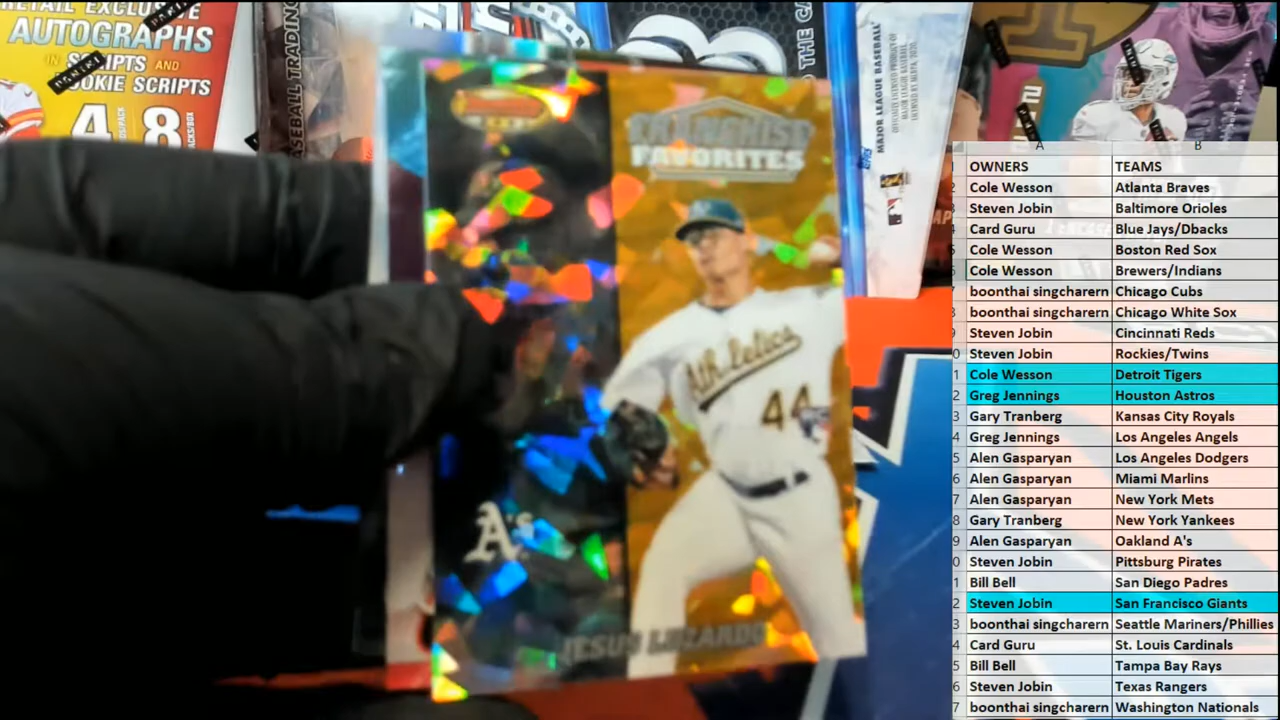 RETAIL EXCLUSIVE
AUTOGRAPHS
IN SCRIPTS AND
ROOKIE SCRIPTS
4
8
PANINI
PANINI
BASEBALL TRADING
MAJOR LEAGUE BASEBALL
FRANCHISE
FAVORITES
Athletics
44
A's
JESUS LUZARDO
A B
OWNERS TEAMS
Cole Wesson Atlanta Braves
Steven Jobin Baltimore Orioles
Card Guru Blue Jays/Dbacks
Cole Wesson Boston Red Sox
Cole Wesson Brewers/Indians
boonthai singcharern Chicago Cubs
boonthai singcharern Chicago White Sox
Steven Jobin Cincinnati Reds
Steven Jobin Rockies/Twins
Cole Wesson Detroit Tigers
Greg Jennings Houston Astros
Gary Tranberg Kansas City Royals
Greg Jennings Los Angeles Angels
Alen Gasparyan Los Angeles Dodgers
Alen Gasparyan Miami Marlins
Alen Gasparyan New York Mets
Gary Tranberg New York Yankees
Alen Gasparyan Oakland A's
Steven Jobin Pittsburg Pirates
Bill Bell San Diego Padres
Steven Jobin San Francisco Giants
boonthai singcharern Seattle Mariners/Phillies
Card Guru St. Louis Cardinals
Bill Bell Tampa Bay Rays
Steven Jobin Texas Rangers
boonthai singcharern Washington Nationals